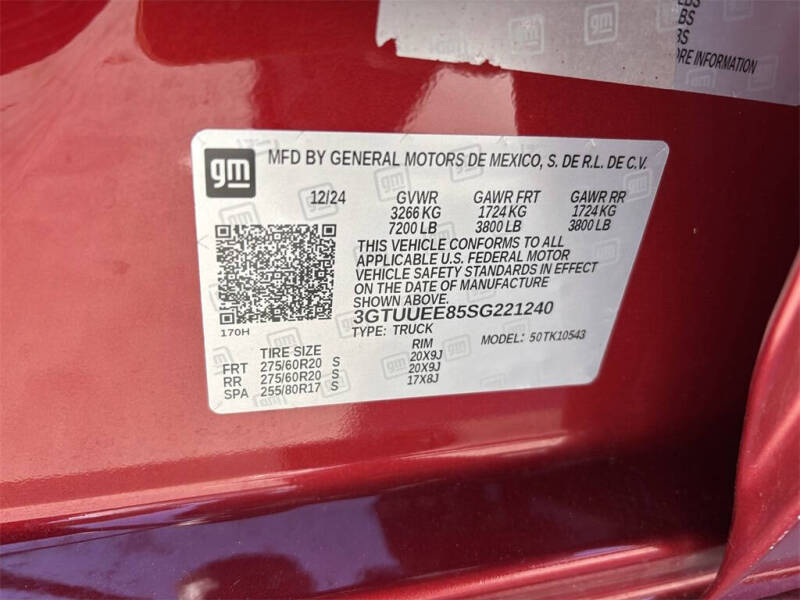 gm
LBS
BS
ORE INFORMATION
gm
MFD BY GENERAL MOTORS DE MEXICO, S. DE R.L. DE C.V.
12/24 GVWR GAWR FRT GAWR RR
3266 KG 1724 KG 1724 KG
7200 LB 3800 LB 3800 LB
THIS VEHICLE CONFORMS TO ALL
APPLICABLE U.S. FEDERAL MOTOR
VEHICLE SAFETY STANDARDS IN EFFECT
ON THE DATE OF MANUFACTURE
SHOWN ABOVE.
3GTUUEE85SG221240
170H
TYPE: TRUCK
MODEL: 50TK10543
TIRE SIZE RIM
FRT 275/60R20 S 20X9J
RR 275/60R20 S 20X9J
SPA 255/80R17 S 17X8J